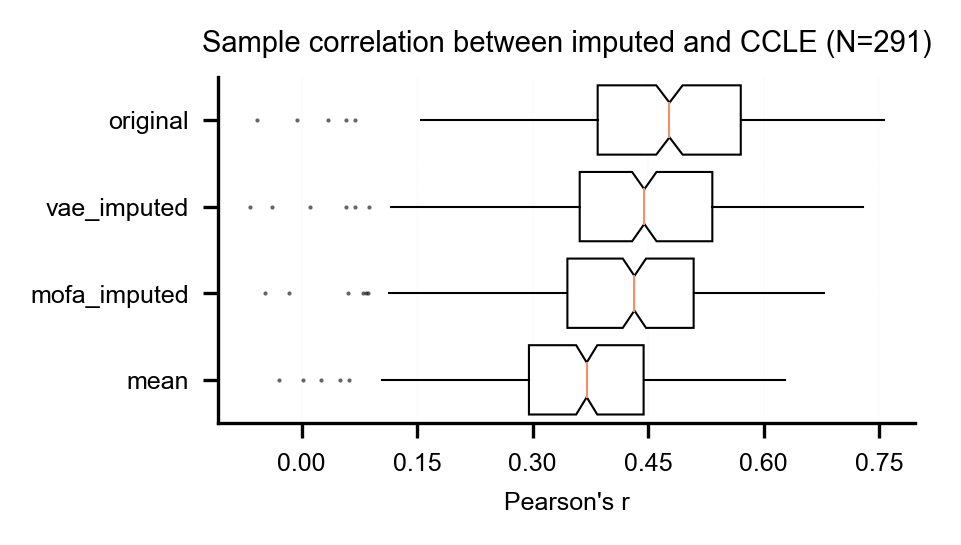 Sample correlation between imputed and CCLE (N=291)
original
vae_imputed
mofa_imputed
mean
0.00 0.15 0.30 0.45 0.60 0.75
Pearson's r